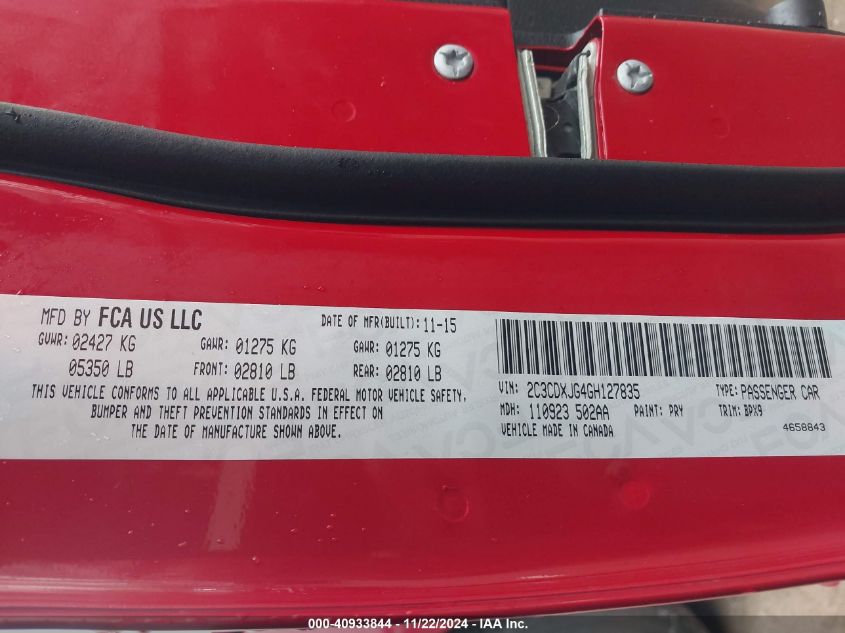 MFD BY FCA US LLC
DATE OF MFR(BUILT): 11-15
GVWR: 02427 KG
GAWR: 01275 KG
GAWR: 01275 KG
05350 LB
FRONT: 02810 LB
REAR: 02810 LB
THIS VEHICLE CONFORMS TO ALL APPLICABLE U.S.A. FEDERAL MOTOR VEHICLE SAFETY,
BUMPER AND THEFT PREVENTION STANDARDS IN EFFECT ON
THE DATE OF MANUFACTURE SHOWN ABOVE.
VIN: 2C3CDXJG4GH127835
TYPE: PASSENGER CAR
MDH: 110923 502AA
PAINT: PRY
TRIM: BPX9
VEHICLE MADE IN CANADA
4658843
000-40933844 - 11/22/2024 - IAA Inc.